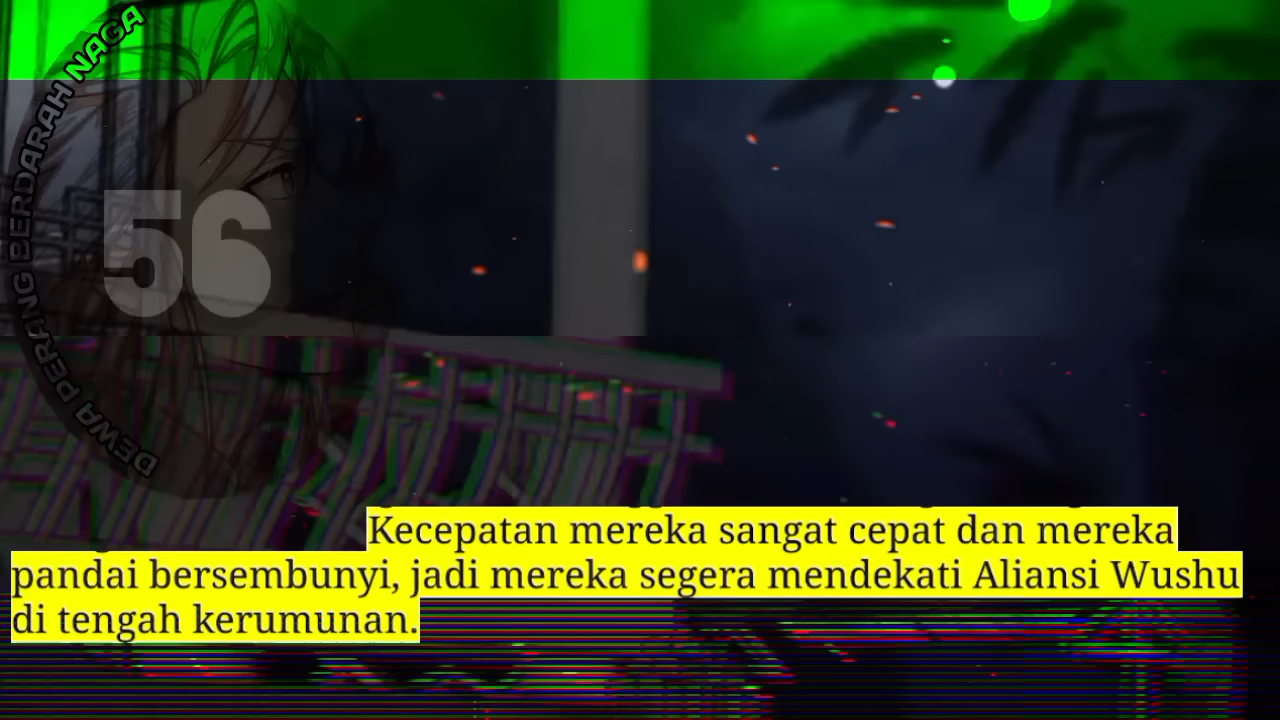 DEWA PERANG BERDARAH NAGA
56
Kecepatan mereka sangat cepat dan mereka
pandai bersembunyi, jadi mereka segera mendekati Aliansi Wushu
di tengah kerumunan.